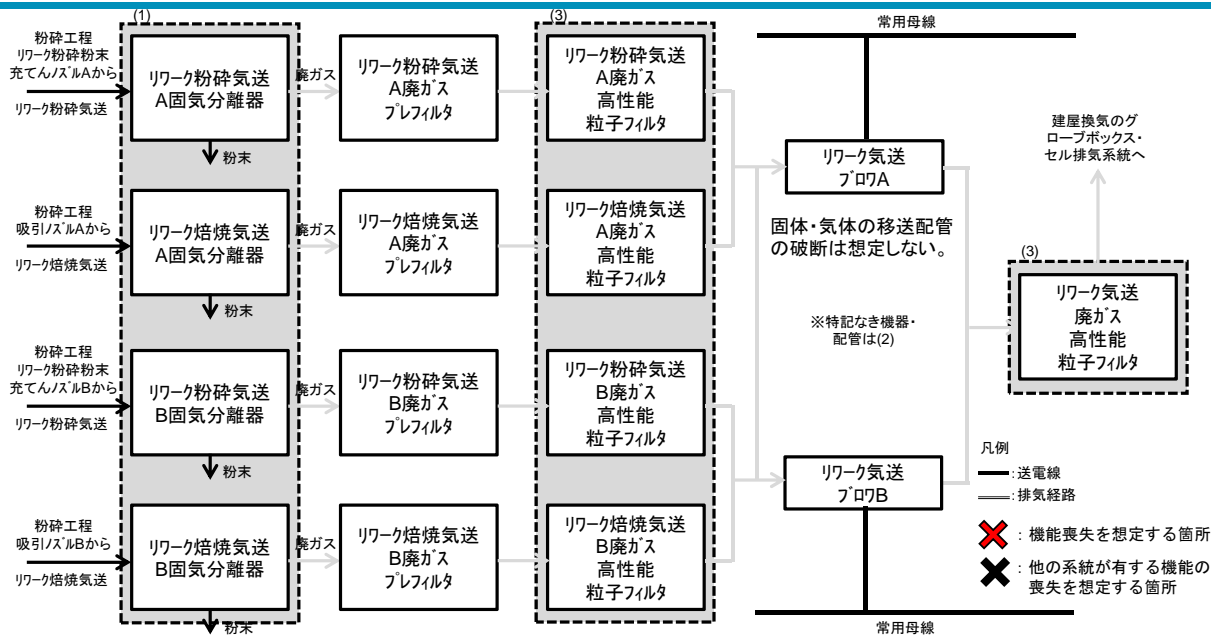 (1)
(3)
常用母線
粉砕工程
リワーク粉砕粉末
充てんノズルAから
リワーク粉砕気送
リワーク粉砕気送
A固気分離器
粉末
廃ガス
リワーク粉砕気送
A廃ガス
プレフィルタ
リワーク粉砕気送
A廃ガス
高性能
粒子フィルタ
リワーク気送
ブロワA
建屋換気のグ
ローブボックス・
セル排気系統へ
粉砕工程
吸引ノズルAから
リワーク焙焼気送
リワーク焙焼気送
A固気分離器
粉末
廃ガス
リワーク焙焼気送
A廃ガス
プレフィルタ
リワーク焙焼気送
A廃ガス
高性能
粒子フィルタ
固体・気体の移送配管
の破断は想定しない。
(3)
リワーク気送
廃ガス
高性能
粒子フィルタ
※特記なき機器・
配管は(2)
粉砕工程
リワーク粉砕粉末
充てんノズルBから
リワーク粉砕気送
リワーク粉砕気送
B固気分離器
粉末
廃ガス
リワーク粉砕気送
B廃ガス
プレフィルタ
リワーク粉砕気送
B廃ガス
高性能
粒子フィルタ
リワーク気送
ブロワB
凡例
:送電線
:排気経路
:機能喪失を想定する箇所
:他の系統が有する機能の
喪失を想定する箇所
粉砕工程
吸引ノズルBから
リワーク焙焼気送
リワーク焙焼気送
B固気分離器
粉末
廃ガス
リワーク焙焼気送
B廃ガス
プレフィルタ
リワーク焙焼気送
B廃ガス
高性能
粒子フィルタ
常用母線